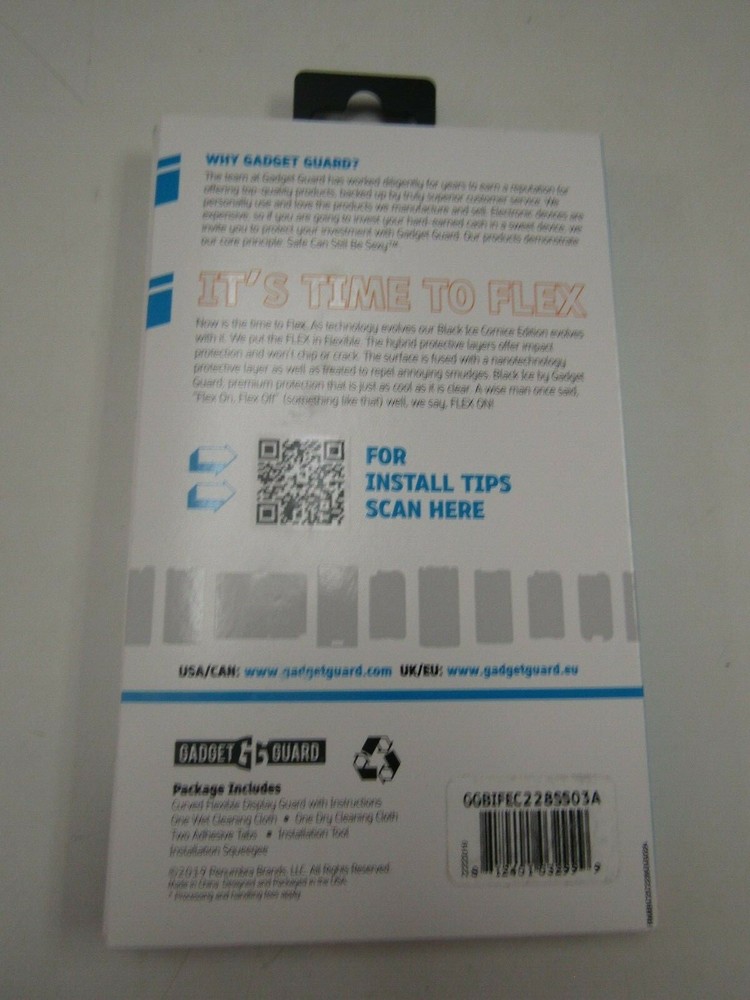 WHY GADGET GUARD?
The team at Gadget Guard has worked diligently for years to earn a reputation for
offering top-quality products, backed up by truly superior customer service. We
personally use and love the products we manufacture and sell. Electronic devices are
expensive, so if you are going to invest your hard-earned cash in a sweet device, we
invite you to protect your investment with Gadget Guard. Our products demonstrate
our core principle: Safe Can Still Be Sexy™
IT'S TIME TO FLEX
Now is the time to Flex. As technology evolves our Black Ice Cornice Edition evolves
with it. We put the FLEX in Flexible. The hybrid protective layers offer impact
protection and won't chip or crack. The surface is fused with a nanotechnology
protective layer as well as treated to repel annoying smudges. Black Ice by Gadget
Guard, premium protection that is just as cool as it is clear. A wise man once said,
"Flex On, Flex Off" (something like that) well, we say, FLEX ON!
FOR
INSTALL TIPS
SCAN HERE
USA/CAN: www.gadgetguard.com UK/EU: www.gadgetguard.eu
GADGET GG GUARD
Package Includes
Curved Flexible Display Guard with Instructions
One Wet Cleaning Cloth • One Dry Cleaning Cloth
Two Adhesive Tabs • Installation Tool
Installation Squeegee
©2019 Penumbra Brands, LLC. All Rights Reserved.
Made in China. Designed and Packaged in the USA.
* Processing and handling fees apply
GGBIFEC228SS03A